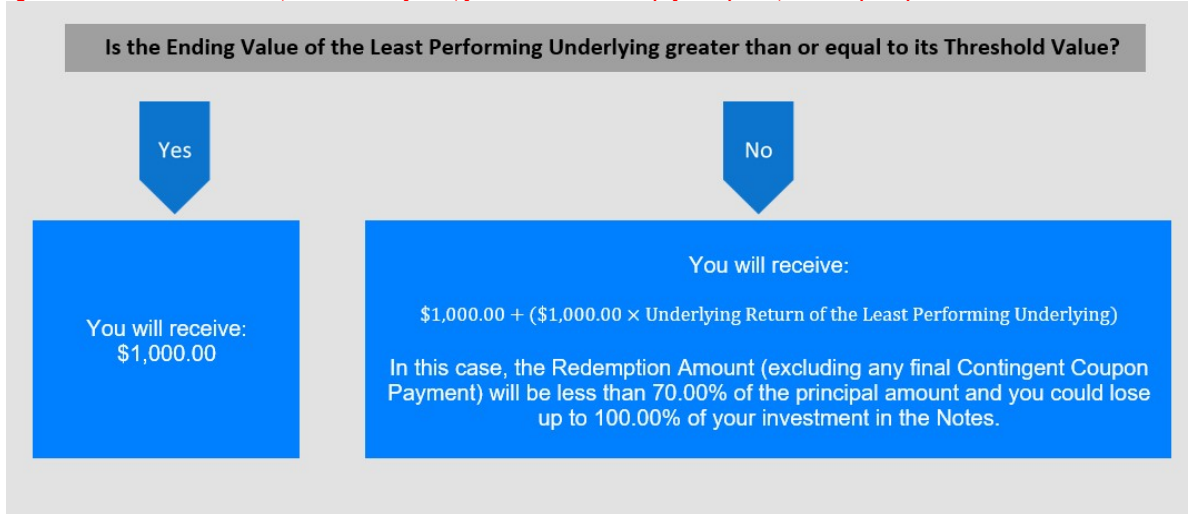 Is the Ending Value of the Least Performing Underlying greater than or equal to its Threshold Value?
Yes
No
You will receive:
$1,000.00
You will receive:
$1,000.00 + ($1,000.00 × Underlying Return of the Least Performing Underlying)
In this case, the Redemption Amount (excluding any final Contingent Coupon
Payment) will be less than 70.00% of the principal amount and you could lose
up to 100.00% of your investment in the Notes.